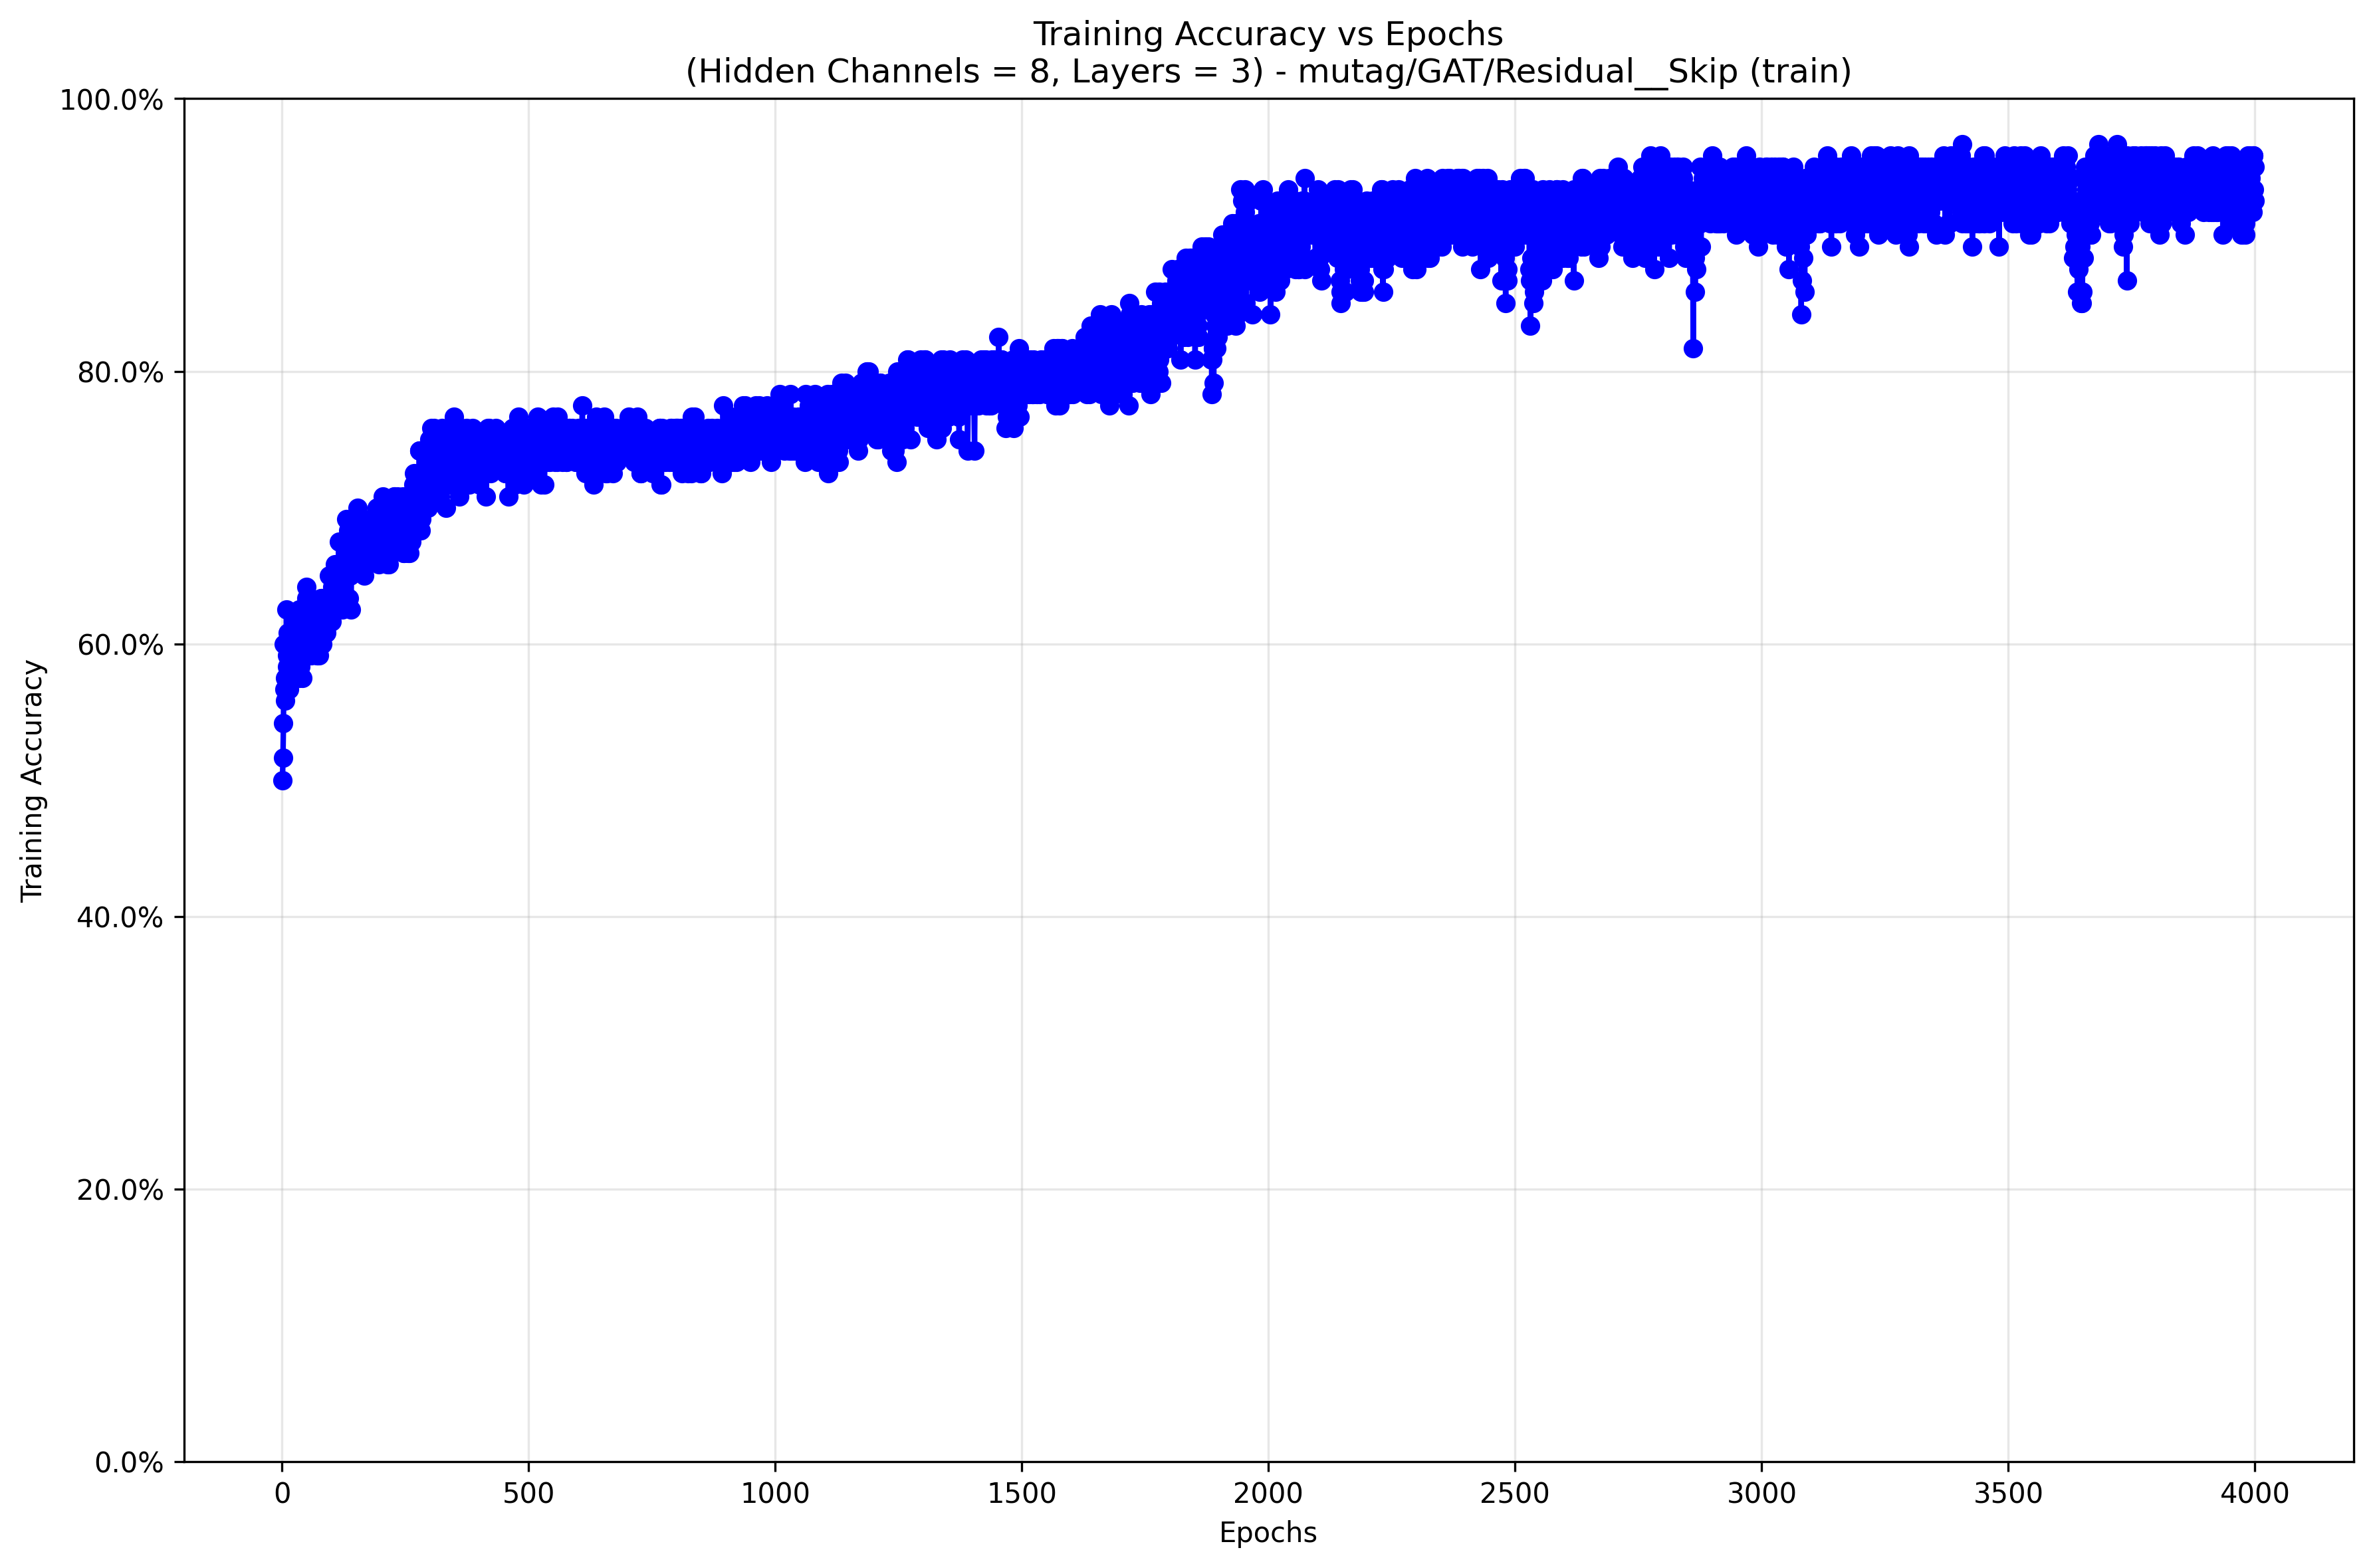 Training Accuracy vs Epochs
(Hidden Channels = 8, Layers = 3) - mutag/GAT/Residual__Skip (train)
100.0%
80.0%
60.0%
40.0%
20.0%
0.0%
Training Accuracy
0 500 1000 1500 2000 2500 3000 3500 4000
Epochs